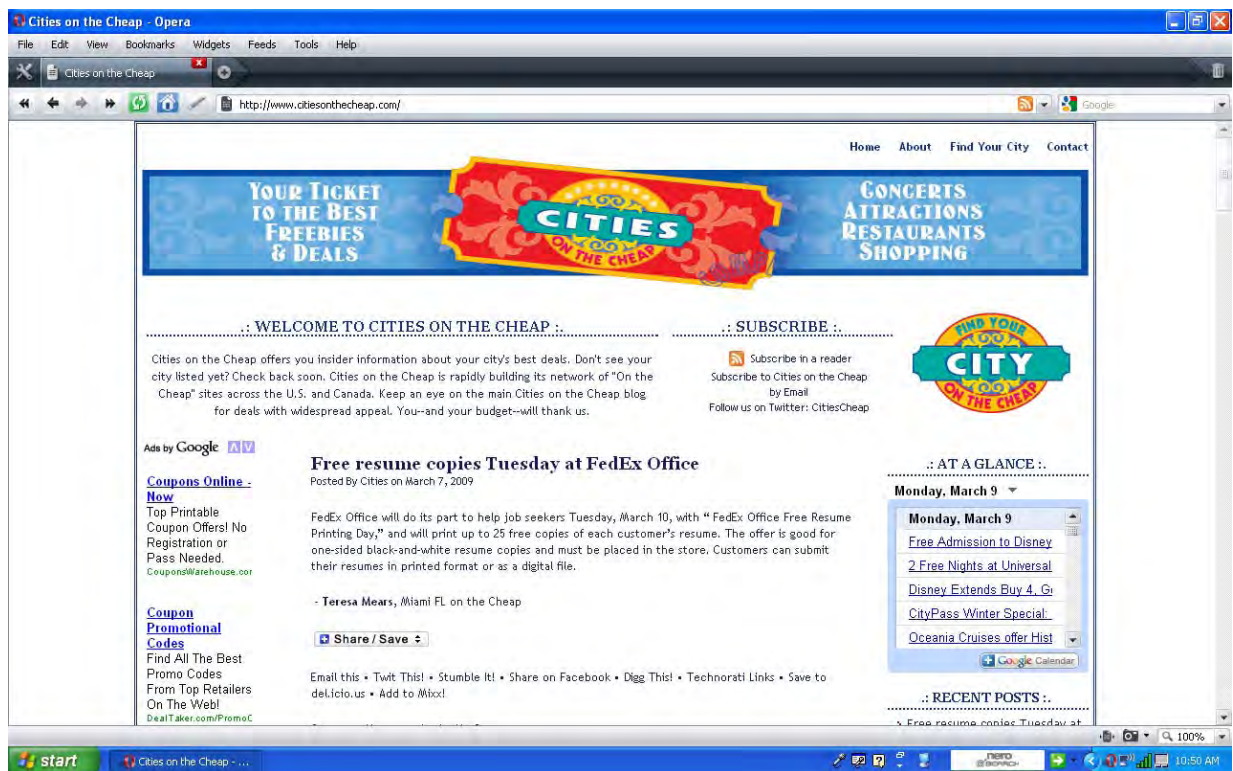 Cities on the Cheap - Opera
File Edit View Bookmarks Widgets Feeds Tools Help
Cities on the Cheap
http://www.citiesonthecheap.com/
Google
Home About Find Your City Contact
YOUR TICKET
TO THE BEST
FREEBIES
& DEALS
CITIES
ON THE CHEAP
CONCERTS
ATTRACTIONS
RESTAURANTS
SHOPPING
.: WELCOME TO CITIES ON THE CHEAP :.
Cities on the Cheap offers you insider information about your city's best deals. Don't see your
city listed yet? Check back soon. Cities on the Cheap is rapidly building its network of "On the
Cheap" sites across the U.S. and Canada. Keep an eye on the main Cities on the Cheap blog
for deals with widespread appeal. You--and your budget--will thank us.
.: SUBSCRIBE :.
Subscribe in a reader
Subscribe to Cities on the Cheap
by Email
Follow us on Twitter: CitiesCheap
FIND YOUR
CITY
ON THE CHEAP
Ads by Google
Coupons Online -
Now
Top Printable
Coupon Offers! No
Registration or
Pass Needed.
CouponsWarehouse.com
Coupon
Promotional
Codes
Find All The Best
Promo Codes
From Top Retailers
On The Web!
DealTaker.com/PromoC
Free resume copies Tuesday at FedEx Office
Posted By Cities on March 7, 2009
FedEx Office will do its part to help job seekers Tuesday, March 10, with “ FedEx Office Free Resume
Printing Day,” and will print up to 25 free copies of each customer’s resume. The offer is good for
one-sided black-and-white resume copies and must be placed in the store. Customers can submit
their resumes in printed format or as a digital file.
- Teresa Mears, Miami FL on the Cheap
Share / Save
Email this • Twit This! • Stumble It! • Share on Facebook • Digg This! • Technorati Links • Save to
del.icio.us • Add to Mixx!
.: AT A GLANCE :.
Monday, March 9
Monday, March 9
Free Admission to Disney
2 Free Nights at Universal
Disney Extends Buy 4, G
CityPass Winter Special:
Oceania Cruises offer Hist
Google Calendar
.: RECENT POSTS :.
> Free resume copies Tuesday at
100%
start
Cities on the Cheap - ...
nero
SEARCH
10:50 AM